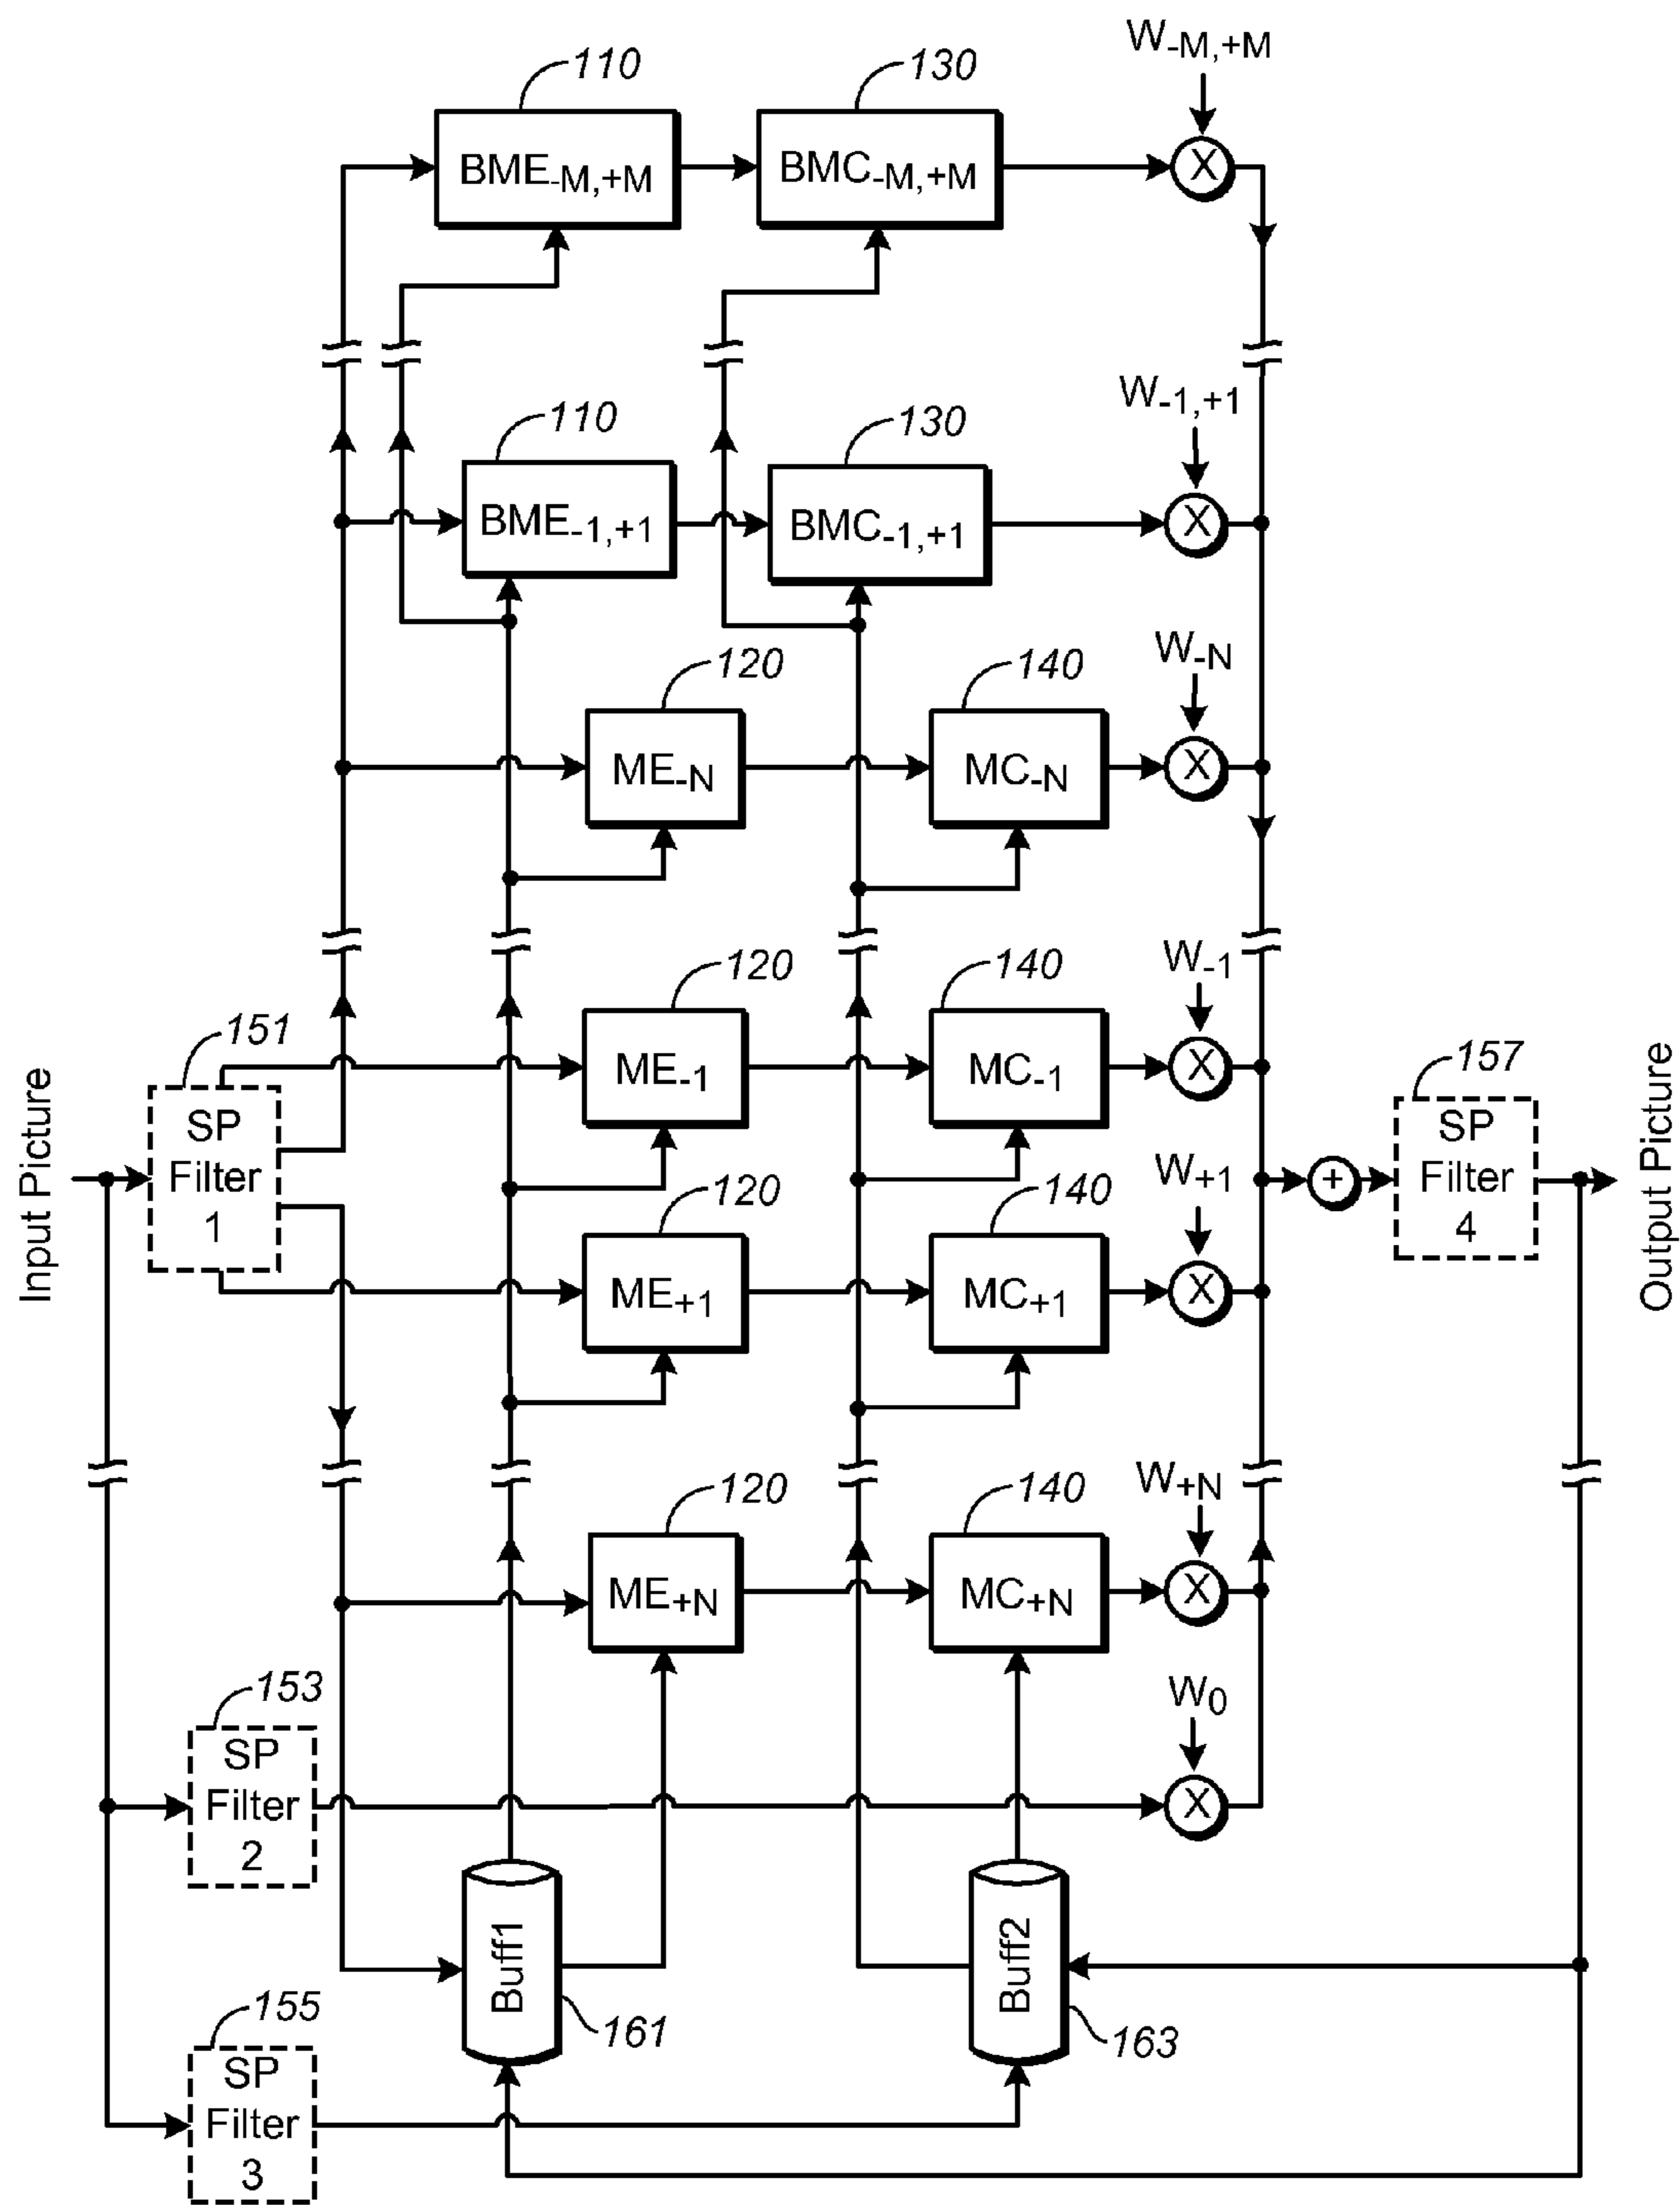 W-M,+M
110
130
BME-M,+M
BMC-M,+M
X
W-1,+1
110
130
BME-1,+1
BMC-1,+1
X
W-N
120
140
ME-N
MC-N
X
W-1
120
140
151
ME-1
MC-1
X
157
Input Picture
SP
Filter
1
W+1
120
140
+
SP
Filter
4
Output Picture
ME+1
MC+1
X
W+N
120
140
ME+N
MC+N
X
153
W0
SP
Filter
2
X
Buff1
Buff2
155
161
163
SP
Filter
3